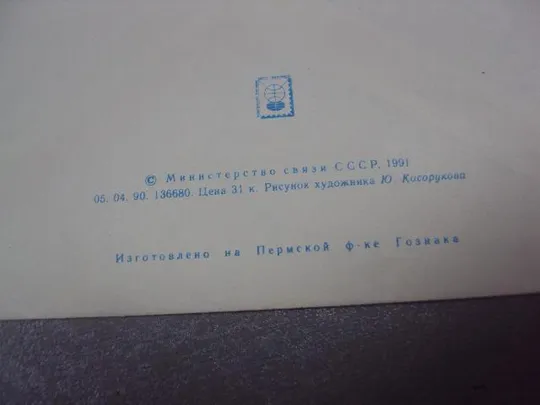 © Министерство связи СССР, 1991
05. 04. 90. 136680. Цена 31 к. Рисунок художника Ю. Косорукова
Изготовлено на Пермской ф-ке Гознака